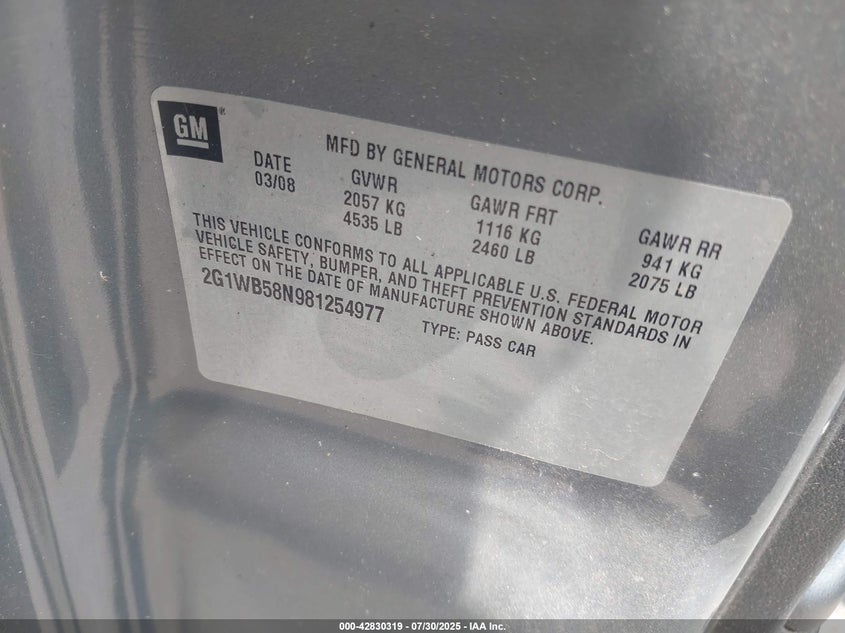 GM®
MFD BY GENERAL MOTORS CORP.
DATE GVWR GAWR FRT GAWR RR
03/08 2057 KG 1116 KG 941 KG
4535 LB 2460 LB 2075 LB
THIS VEHICLE CONFORMS TO ALL APPLICABLE U.S. FEDERAL MOTOR
VEHICLE SAFETY, BUMPER, AND THEFT PREVENTION STANDARDS IN
EFFECT ON THE DATE OF MANUFACTURE SHOWN ABOVE.
2G1WB58N981254977 TYPE: PASS CAR
000-42830319 - 07/30/2025 - IAA Inc.